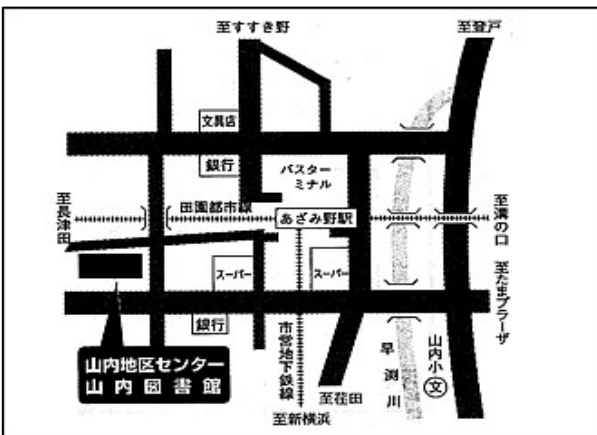 至すすき野
至登戸
文具店
銀行
バスター
ミナル
至長津田
田園都市線
あざみ野駅
至溝の口
スーパー
スーパー
至たまプラーザ
銀行
市営地下鉄線
早渕川
山内小
文
山内地区センター
山内図書館
至荏田
至新横浜